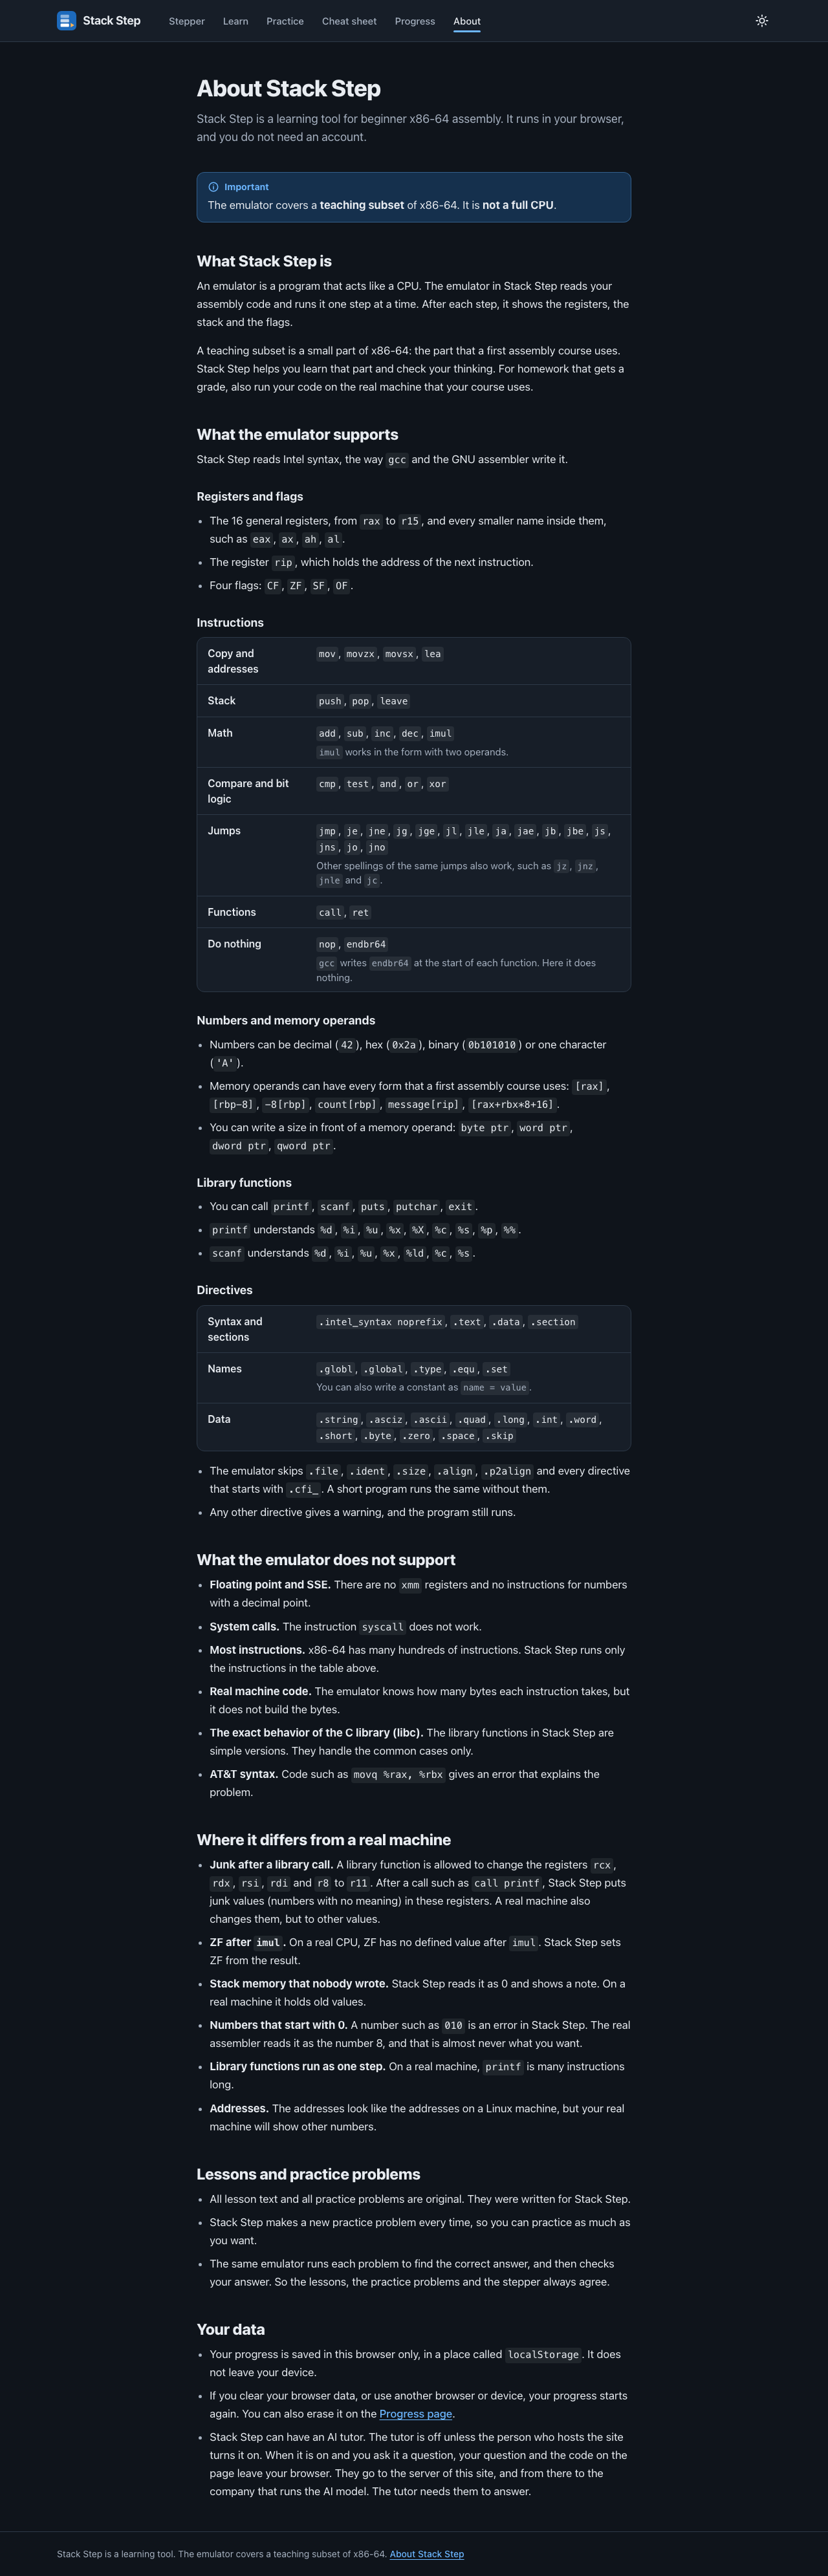 Stack Step
Stepper
Learn
Practice
Cheat sheet
Progress
About
About Stack Step
Stack Step is a learning tool for beginner x86-64 assembly. It runs in your browser,
and you do not need an account.
Important
The emulator covers a teaching subset of x86-64. It is not a full CPU.
What Stack Step is
An emulator is a program that acts like a CPU. The emulator in Stack Step reads your
assembly code and runs it one step at a time. After each step, it shows the registers, the
stack and the flags.
A teaching subset is a small part of x86-64: the part that a first assembly course uses.
Stack Step helps you learn that part and check your thinking. For homework that gets a
grade, also run your code on the real machine that your course uses.
What the emulator supports
Stack Step reads Intel syntax, the way gcc and the GNU assembler write it.
Registers and flags
• The 16 general registers, from rax to r15, and every smaller name inside them,
such as eax, ax, ah, al.
• The register rip, which holds the address of the next instruction.
• Four flags: CF, ZF, SF, OF.
Instructions
Copy and
addresses
mov, movzx, movsx, lea
Stack
push, pop, leave
Math
add, sub, inc, dec, imul
imul works in the form with two operands.
Compare and bit
logic
cmp, test, and, or, xor
Jumps
jmp, je, jne, jg, jge, jl, jle, ja, jae, jb, jbe, js,
jns, jo, jno
Other spellings of the same jumps also work, such as jz, jnz,
jnle and jc.
Functions
call, ret
Do nothing
nop, endbr64
gcc writes endbr64 at the start of each function. Here it does
nothing.
Numbers and memory operands
• Numbers can be decimal (42), hex (0x2a), binary (0b101010) or one character
('A').
• Memory operands can have every form that a first assembly course uses: [rax],
[rbp-8], -8[rbp], count[rbp], message[rip], [rax+rbx*8+16].
• You can write a size in front of a memory operand: byte ptr, word ptr,
dword ptr, qword ptr.
Library functions
• You can call printf, scanf, puts, putchar, exit.
• printf understands %d, %i, %u, %x, %X, %c, %s, %p, %%.
• scanf understands %d, %i, %u, %x, %ld, %c, %s.
Directives
Syntax and
sections
.intel_syntax noprefix, .text, .data, .section
Names
.globl, .global, .type, .equ, .set
You can also write a constant as name = value.
Data
.string, .asciz, .ascii, .quad, .long, .int, .word,
.short, .byte, .zero, .space, .skip
• The emulator skips .file, .ident, .size, .align, .p2align and every directive
that starts with .cfi_. A short program runs the same without them.
• Any other directive gives a warning, and the program still runs.
What the emulator does not support
• Floating point and SSE. There are no xmm registers and no instructions for numbers
with a decimal point.
• System calls. The instruction syscall does not work.
• Most instructions. x86-64 has many hundreds of instructions. Stack Step runs only
the instructions in the table above.
• Real machine code. The emulator knows how many bytes each instruction takes, but
it does not build the bytes.
• The exact behavior of the C library (libc). The library functions in Stack Step are
simple versions. They handle the common cases only.
• AT&T syntax. Code such as movq %rax, %rbx gives an error that explains the
problem.
Where it differs from a real machine
• Junk after a library call. A library function is allowed to change the registers rcx,
rdx, rsi, rdi and r8 to r11. After a call such as call printf, Stack Step puts
junk values (numbers with no meaning) in these registers. A real machine also
changes them, but to other values.
• ZF after imul. On a real CPU, ZF has no defined value after imul. Stack Step sets
ZF from the result.
• Stack memory that nobody wrote. Stack Step reads it as 0 and shows a note. On a
real machine it holds old values.
• Numbers that start with 0. A number such as 010 is an error in Stack Step. The real
assembler reads it as the number 8, and that is almost never what you want.
• Library functions run as one step. On a real machine, printf is many instructions
long.
• Addresses. The addresses look like the addresses on a Linux machine, but your real
machine will show other numbers.
Lessons and practice problems
• All lesson text and all practice problems are original. They were written for Stack Step.
• Stack Step makes a new practice problem every time, so you can practice as much as
you want.
• The same emulator runs each problem to find the correct answer, and then checks
your answer. So the lessons, the practice problems and the stepper always agree.
Your data
• Your progress is saved in this browser only, in a place called localStorage. It does
not leave your device.
• If you clear your browser data, or use another browser or device, your progress starts
again. You can also erase it on the Progress page.
• Stack Step can have an AI tutor. The tutor is off unless the person who hosts the site
turns it on. When it is on and you ask it a question, your question and the code on the
page leave your browser. They go to the server of this site, and from there to the
company that runs the AI model. The tutor needs them to answer.
Stack Step is a learning tool. The emulator covers a teaching subset of x86-64. About Stack Step